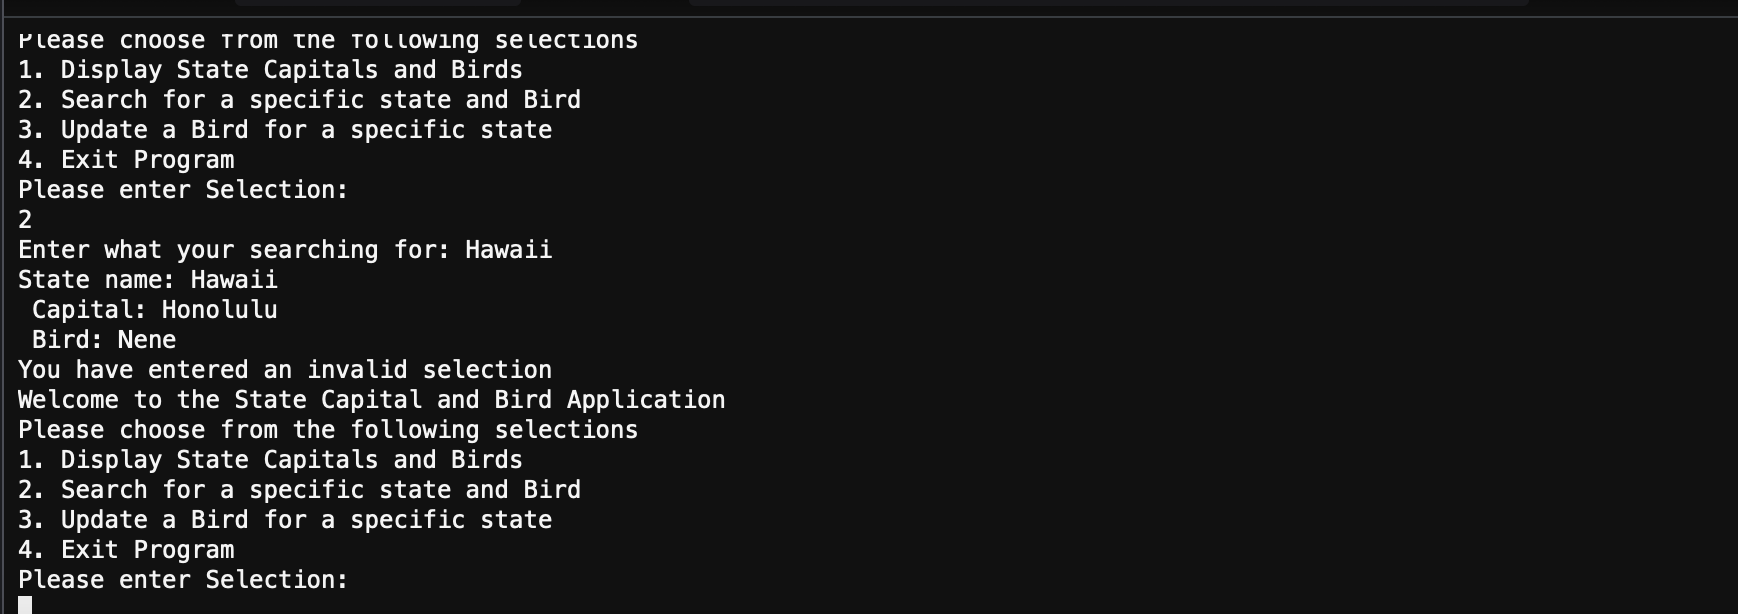 Please choose from the following selections
1. Display State Capitals and Birds
2. Search for a specific state and Bird
3. Update a Bird for a specific state
4. Exit Program
Please enter Selection:
2
Enter what your searching for: Hawaii
State name: Hawaii
 Capital: Honolulu
 Bird: Nene
You have entered an invalid selection
Welcome to the State Capital and Bird Application
Please choose from the following selections
1. Display State Capitals and Birds
2. Search for a specific state and Bird
3. Update a Bird for a specific state
4. Exit Program
Please enter Selection: